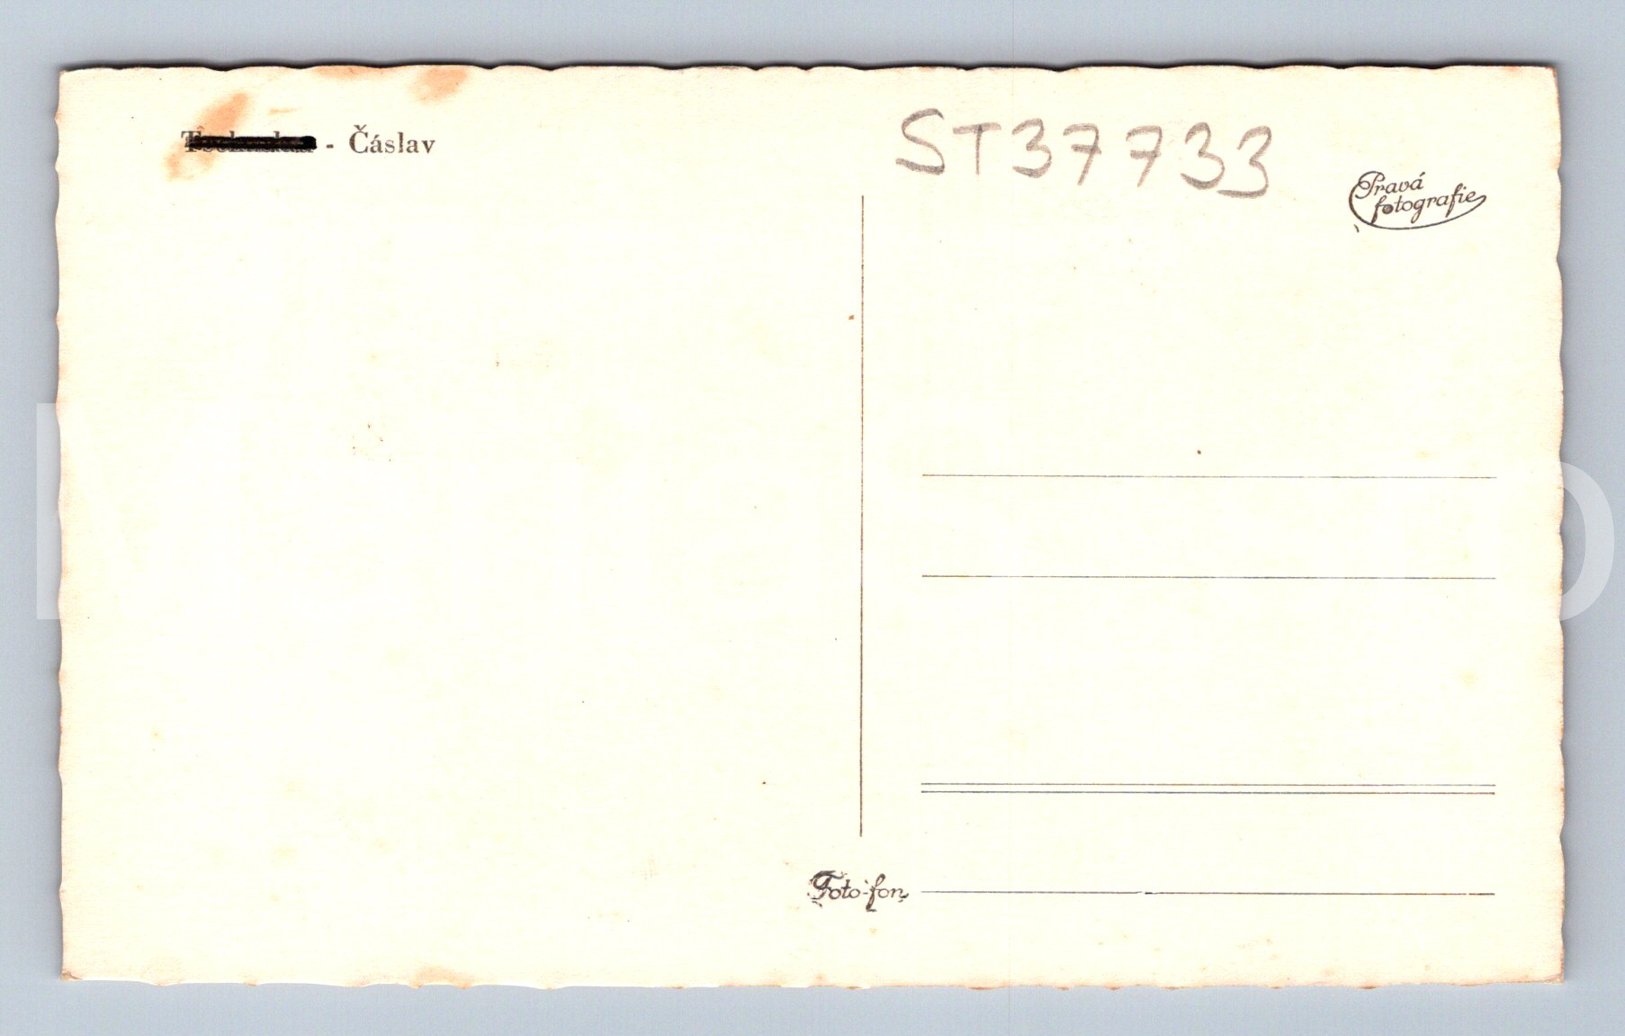 - Čáslav
ST37733
Pravá
fotografie
Foto-fon